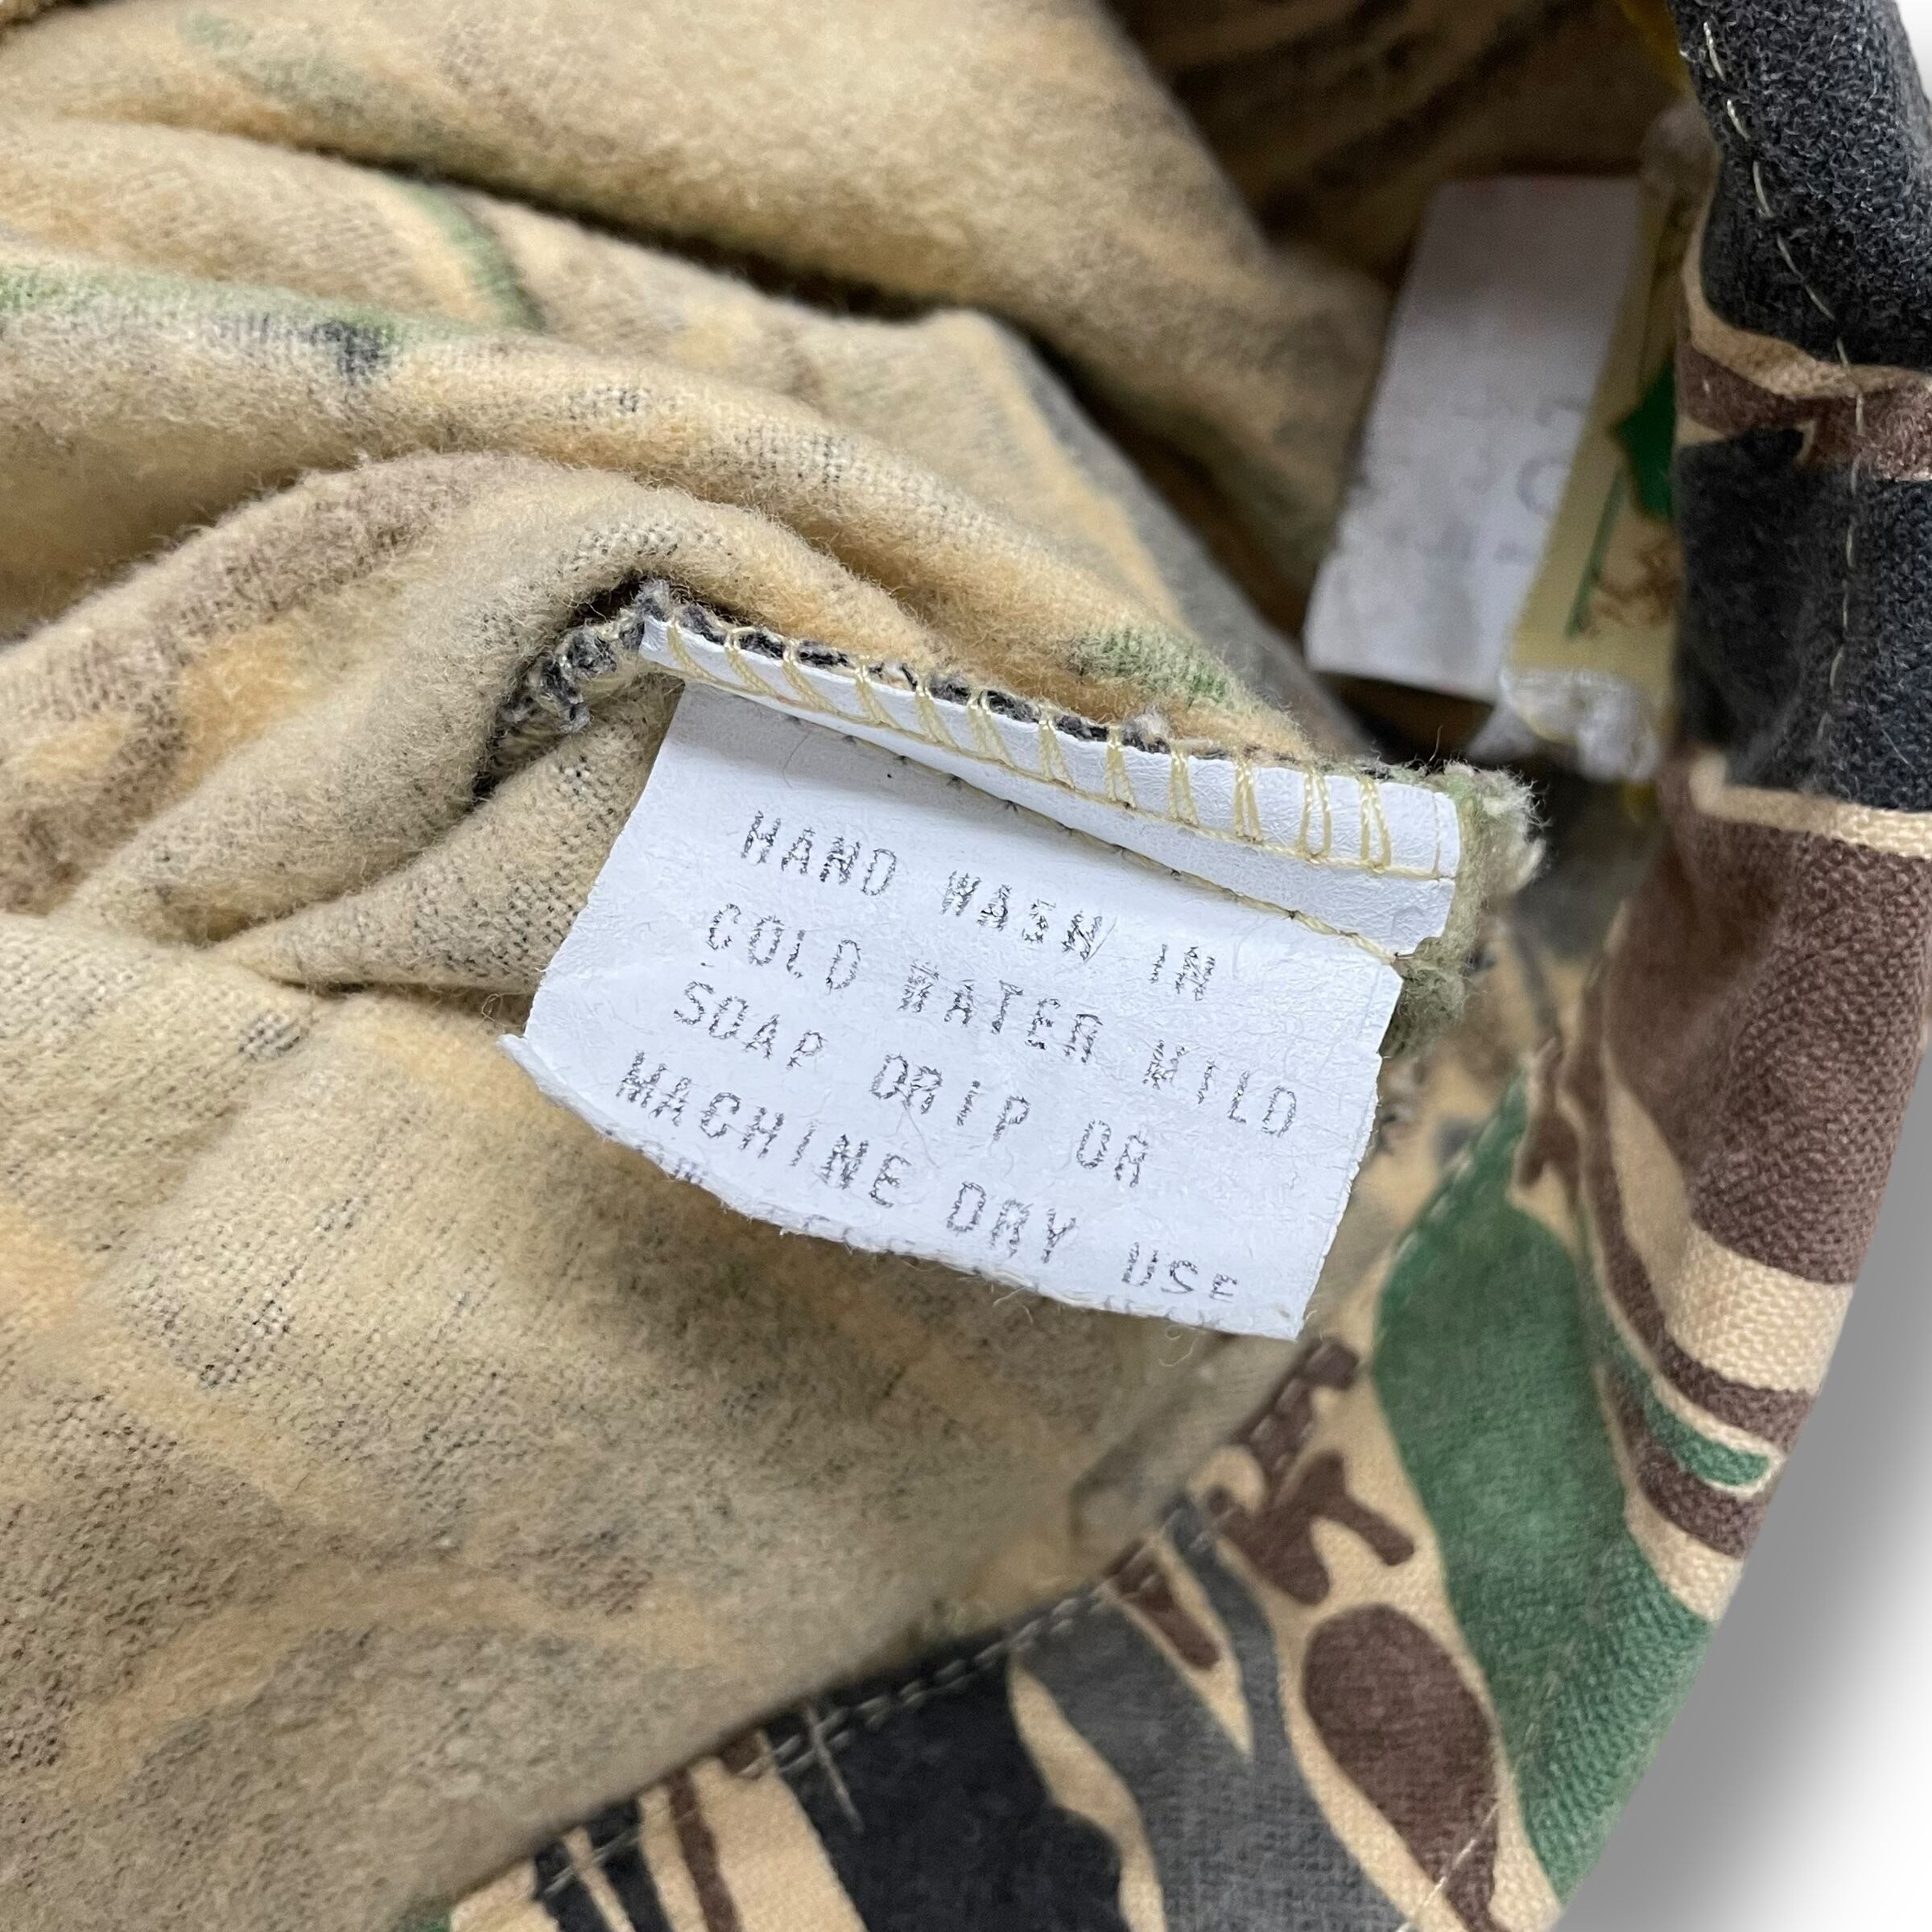 HAND WASH IN
COLD WATER MILD
SOAP DRIP OR
MACHINE DRY USE